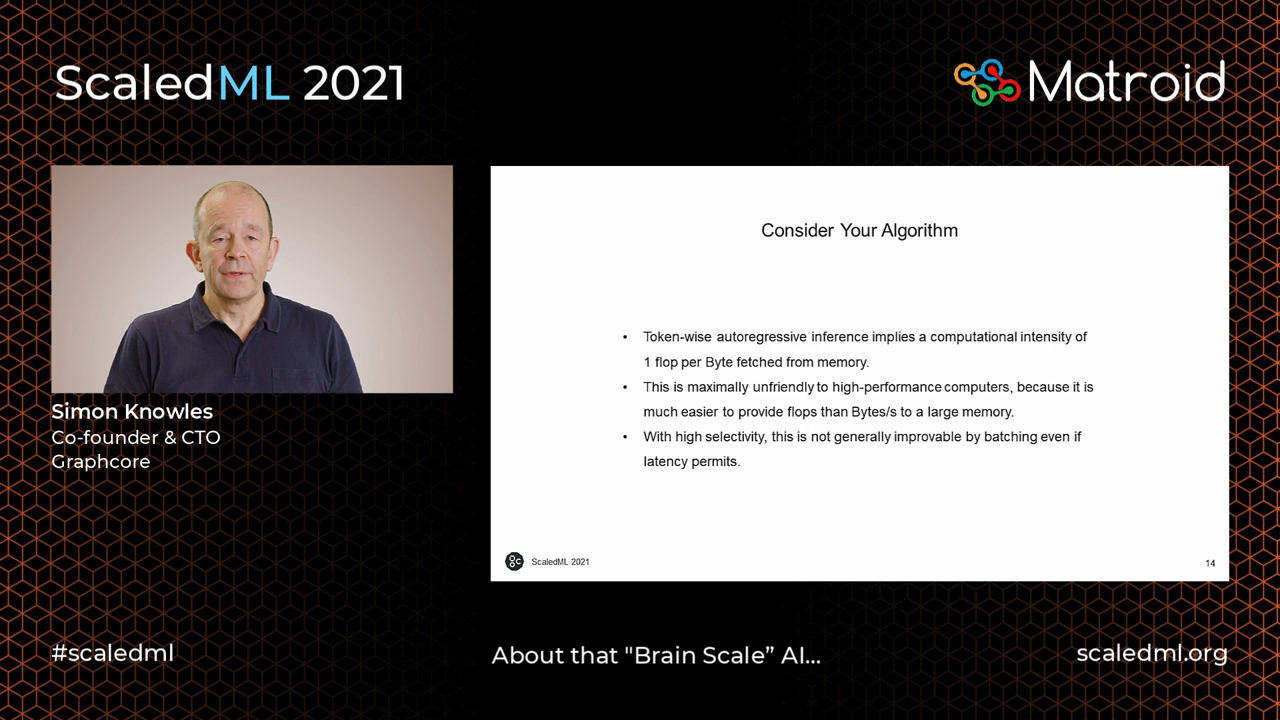 ScaledML 2021
Matroid
Simon Knowles
Co-founder & CTO
Graphcore
Consider Your Algorithm
• Token-wise autoregressive inference implies a computational intensity of
1 flop per Byte fetched from memory.
• This is maximally unfriendly to high-performance computers, because it is
much easier to provide flops than Bytes/s to a large memory.
• With high selectivity, this is not generally improvable by batching even if
latency permits.
ScaledML 2021
14
#scaledml
About that "Brain Scale” AI...
scaledml.org